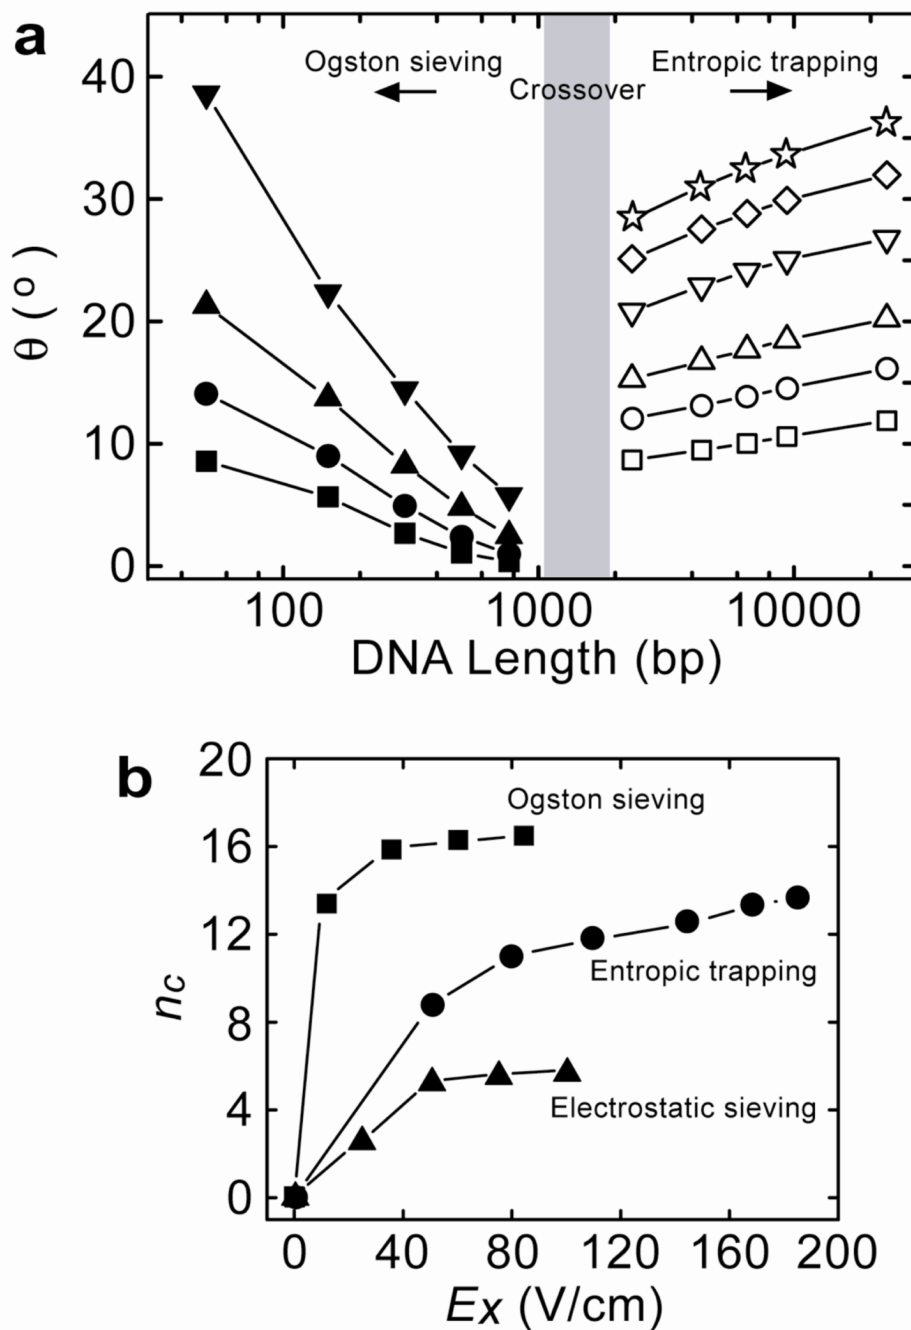 a
40
30
20
10
0
θ (°)
Ogston sieving
Crossover
Entropic trapping
100
1000
10000
DNA Length (bp)
b
20
16
12
8
4
0
nc
Ogston sieving
Entropic trapping
Electrostatic sieving
0
40
80
120
160
200
Ex (V/cm)